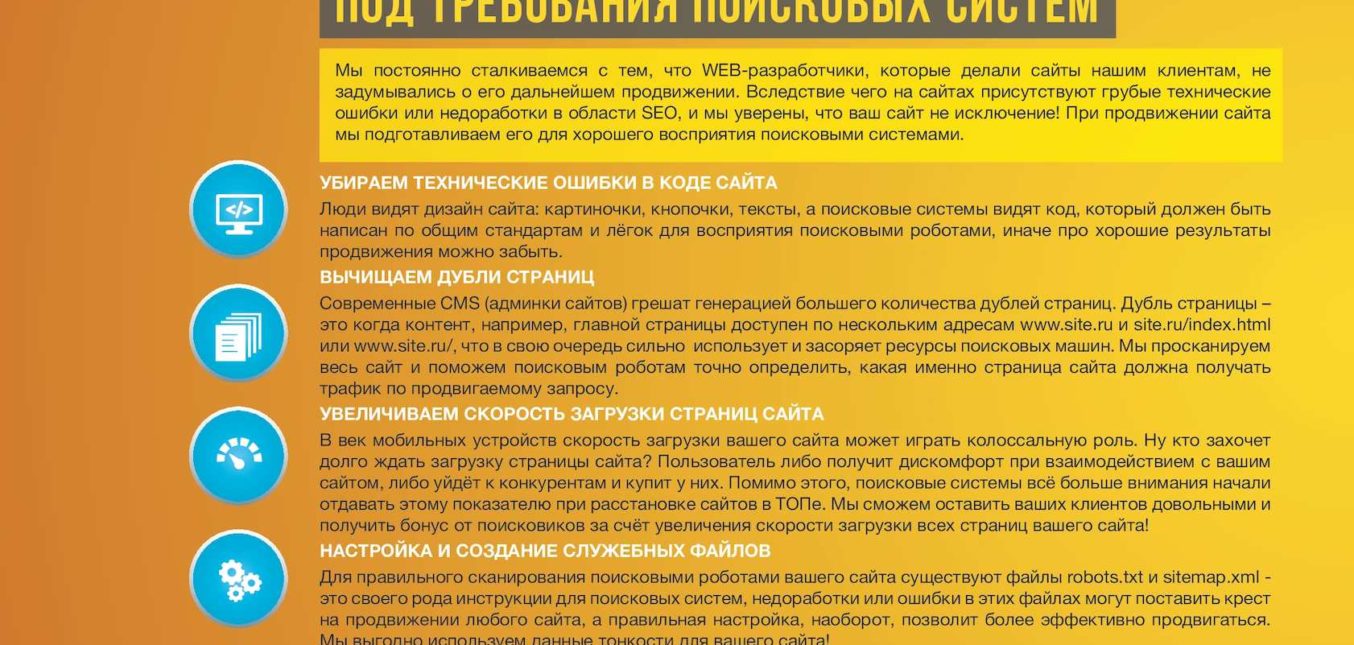 ПОД ТРЕБОВАНИЯ ПОИСКОВЫХ СИСТЕМ
Мы постоянно сталкиваемся с тем, что WEB-разработчики, которые делали сайты нашим клиентам, не
задумывались о его дальнейшем продвижении. Вследствие чего на сайтах присутствуют грубые технические
ошибки или недоработки в области SEO, и мы уверены, что ваш сайт не исключение! При продвижении сайта
мы подготавливаем его для хорошего восприятия поисковыми системами.
УБИРАЕМ ТЕХНИЧЕСКИЕ ОШИБКИ В КОДЕ САЙТА
Люди видят дизайн сайта: картиночки, кнопочки, тексты, а поисковые системы видят код, который должен быть
написан по общим стандартам и лёгок для восприятия поисковыми роботами, иначе про хорошие результаты
продвижения можно забыть.
ВЫЧИЩАЕМ ДУБЛИ СТРАНИЦ
Современные CMS (админки сайтов) грешат генерацией большего количества дублей страниц. Дубль страницы –
это когда контент, например, главной страницы доступен по нескольким адресам www.site.ru и site.ru/index.html
или www.site.ru/, что в свою очередь сильно использует и засоряет ресурсы поисковых машин. Мы просканируем
весь сайт и поможем поисковым роботам точно определить, какая именно страница сайта должна получать
трафик по продвигаемому запросу.
УВЕЛИЧИВАЕМ СКОРОСТЬ ЗАГРУЗКИ СТРАНИЦ САЙТА
В век мобильных устройств скорость загрузки вашего сайта может играть колоссальную роль. Ну кто захочет
долго ждать загрузку страницы сайта? Пользователь либо получит дискомфорт при взаимодействием с вашим
сайтом, либо уйдёт к конкурентам и купит у них. Помимо этого, поисковые системы всё больше внимания начали
отдавать этому показателю при расстановке сайтов в ТОПе. Мы сможем оставить ваших клиентов довольными и
получить бонус от поисковиков за счёт увеличения скорости загрузки всех страниц вашего сайта!
НАСТРОЙКА И СОЗДАНИЕ СЛУЖЕБНЫХ ФАЙЛОВ
Для правильного сканирования поисковыми роботами вашего сайта существуют файлы robots.txt и sitemap.xml -
это своего рода инструкции для поисковых систем, недоработки или ошибки в этих файлах могут поставить крест
на продвижении любого сайта, а правильная настройка, наоборот, позволит более эффективно продвигаться.
Мы выгодно используем данные тонкости для вашего сайта!